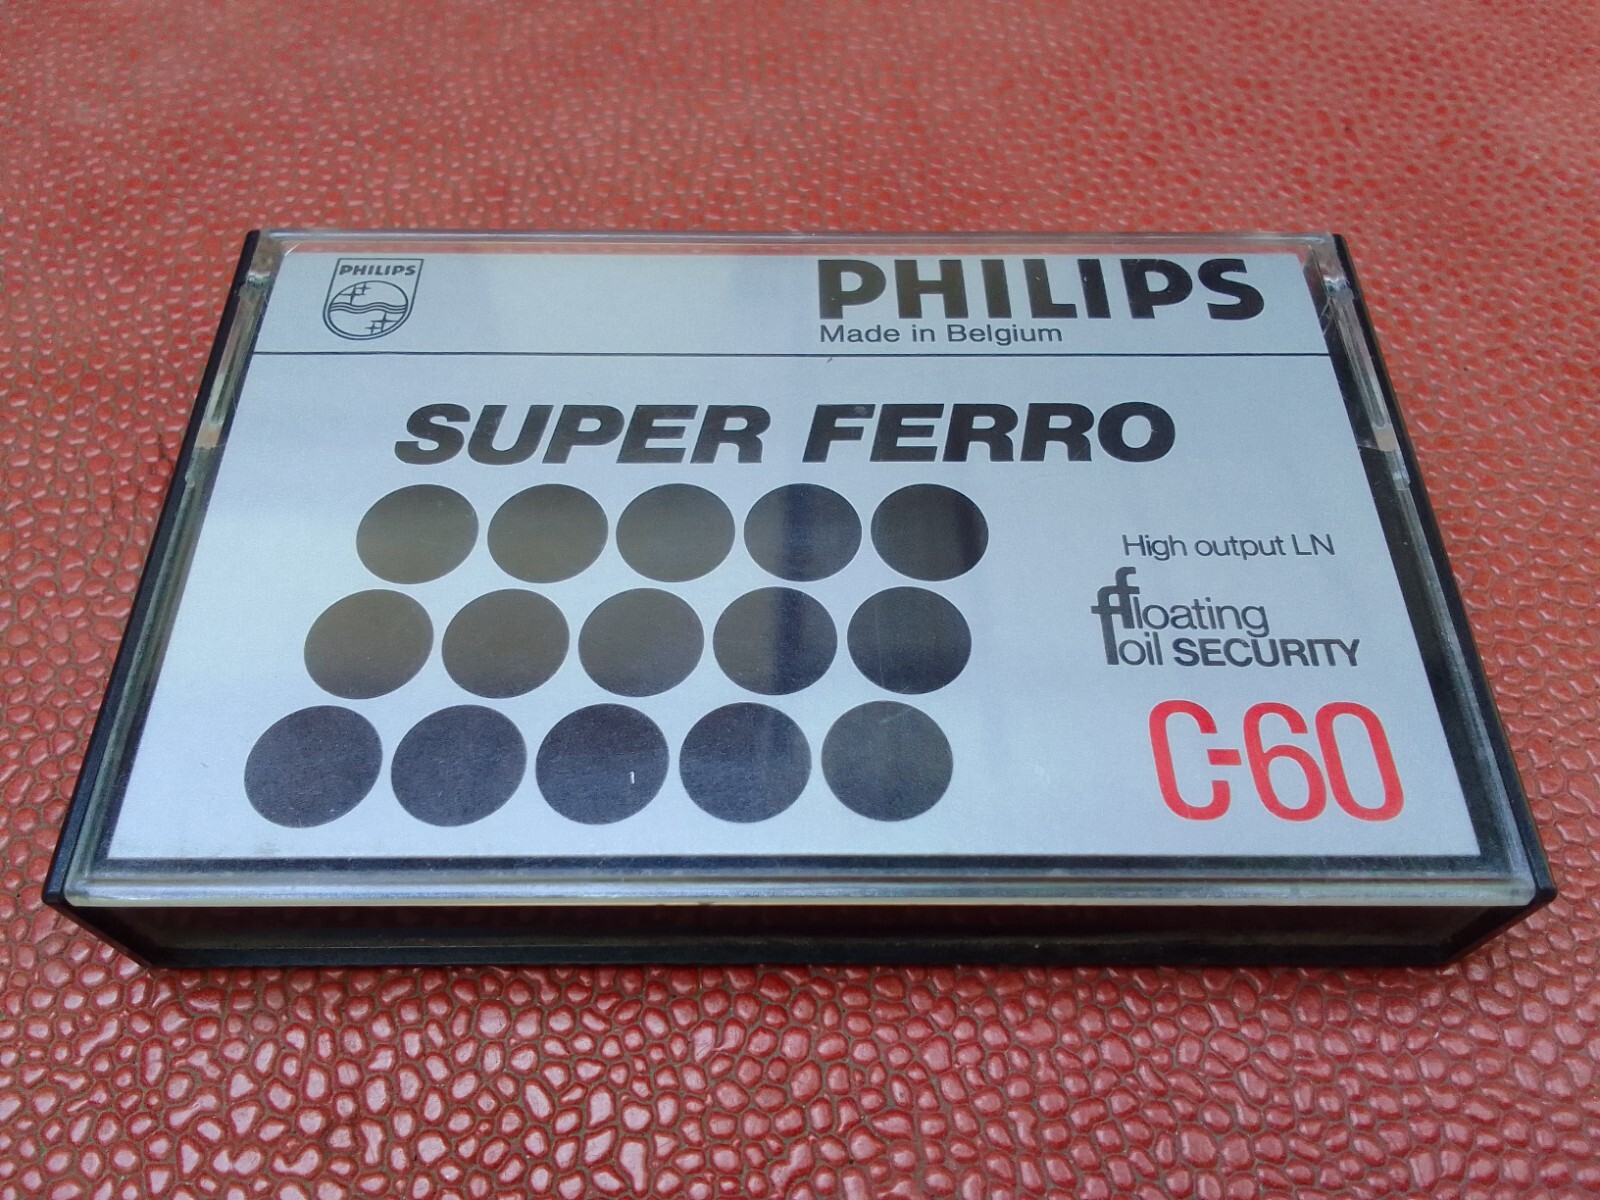 PHILIPS
PHILIPS
Made in Belgium
SUPER FERRO
High output LN
floating
foil SECURITY
C-60